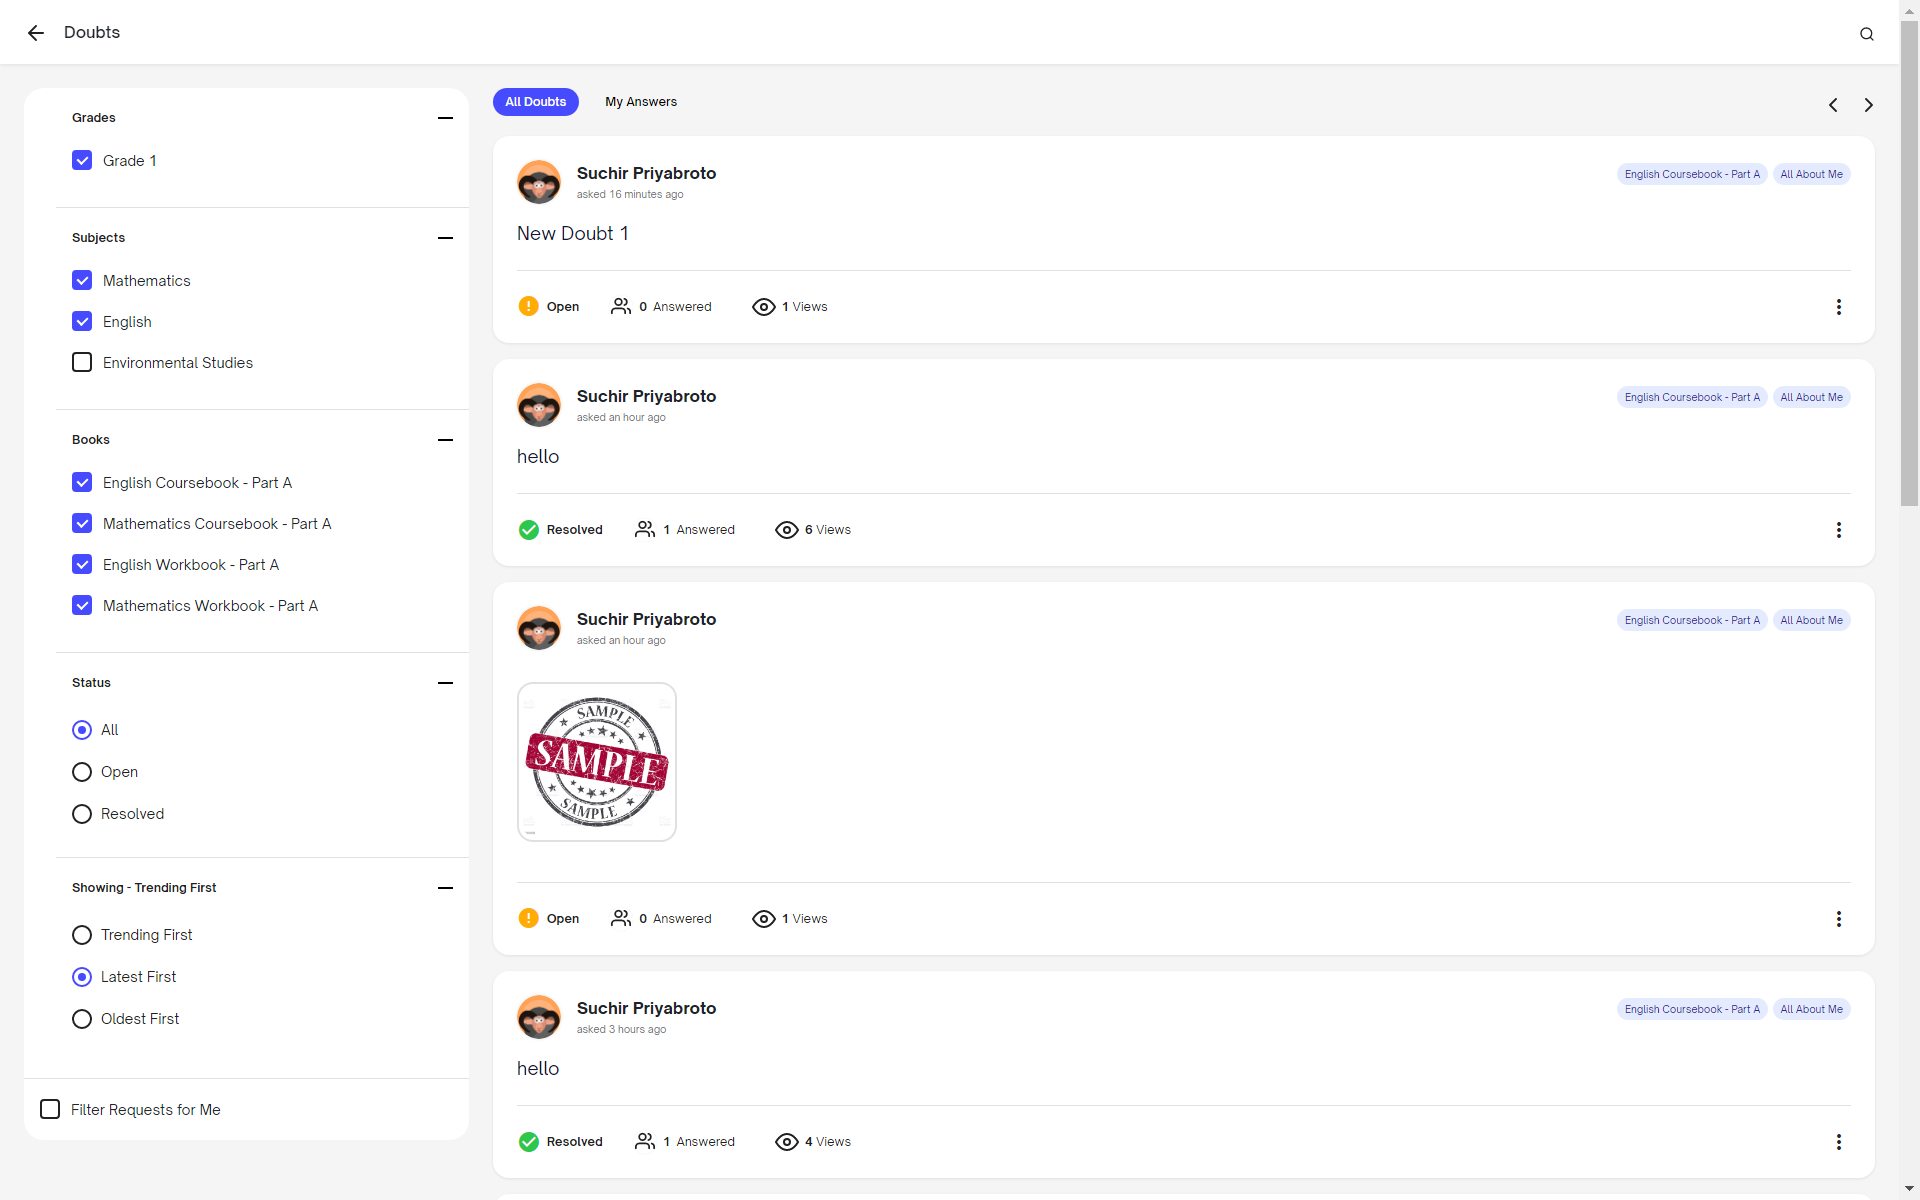 Doubts
Grades
Grade 1
Subjects
Mathematics
English
Environmental Studies
Books
English Coursebook - Part A
Mathematics Coursebook - Part A
English Workbook - Part A
Mathematics Workbook - Part A
Status
All
Open
Resolved
Showing - Trending First
Trending First
Latest First
Oldest First
Filter Requests for Me
All Doubts My Answers
Suchir Priyabroto English Coursebook - Part A All About Me
asked 16 minutes ago
New Doubt 1
Open 0 Answered 1 Views
Suchir Priyabroto English Coursebook - Part A All About Me
asked an hour ago
hello
Resolved 1 Answered 6 Views
Suchir Priyabroto English Coursebook - Part A All About Me
asked an hour ago
SAMPLE
SAMPLE
SAMPLE
Open 0 Answered 1 Views
Suchir Priyabroto English Coursebook - Part A All About Me
asked 3 hours ago
hello
Resolved 1 Answered 4 Views